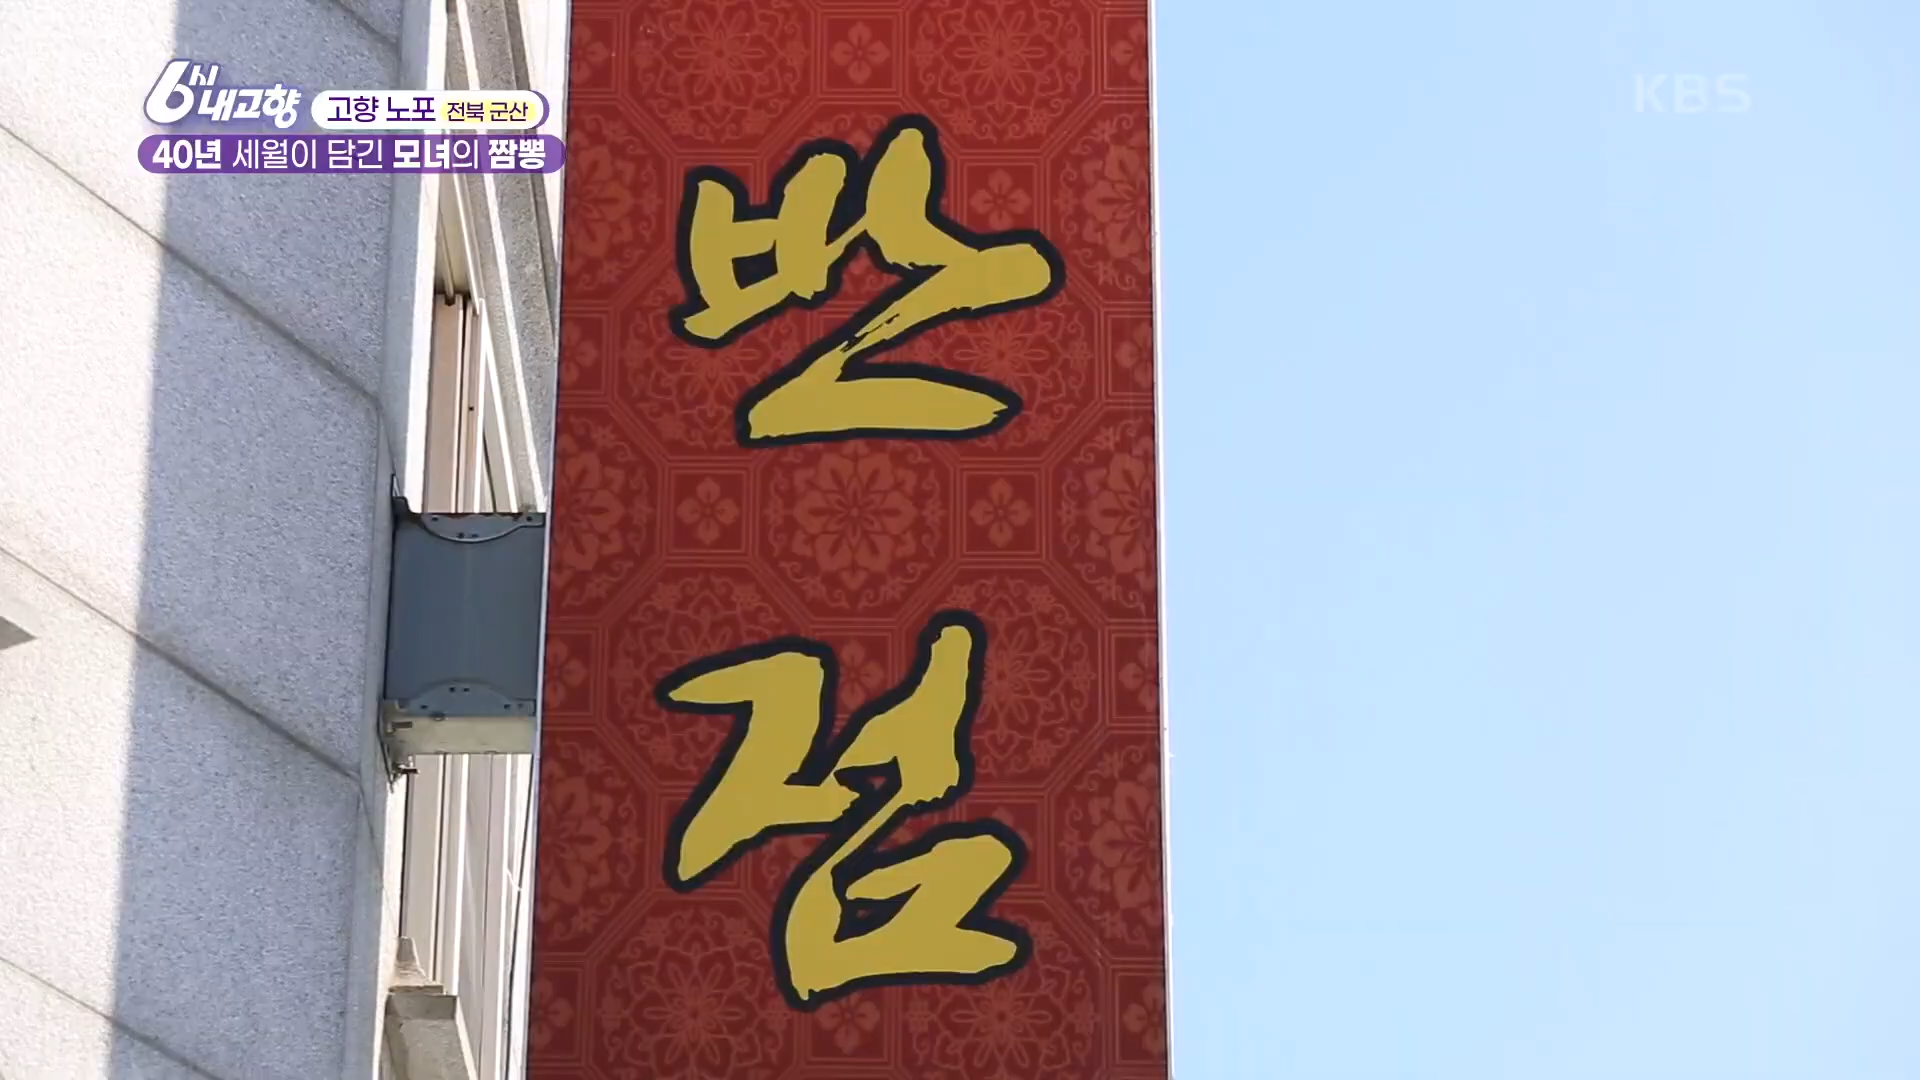 6시 내고향
고향 노포 전북 군산
40년 세월이 담긴 모녀의 짬뽕
KBS
반
점